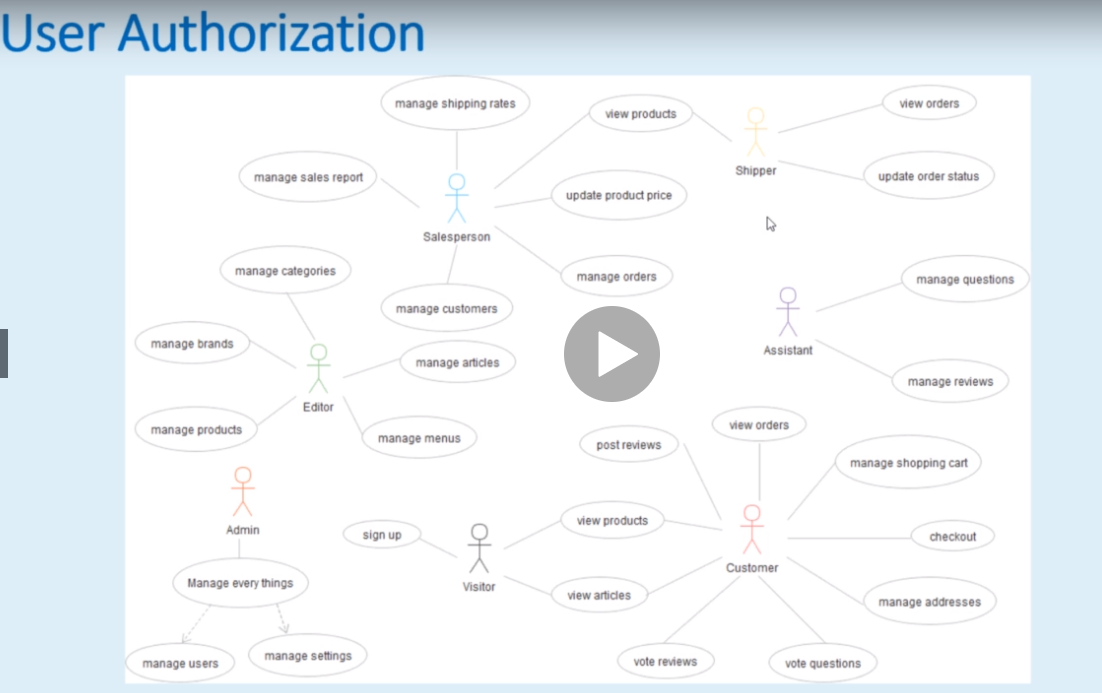 User Authorization
manage shipping rates
view products
view orders
Shipper
manage sales report
update product price
update order status
Salesperson
manage categories
manage orders
manage questions
manage customers
manage brands
manage articles
Assistant
Editor
manage reviews
manage products
manage menus
post reviews
view orders
manage shopping cart
Admin
sign up
view products
checkout
Visitor
Customer
Manage every things
view articles
manage addresses
manage users
manage settings
vote reviews
vote questions